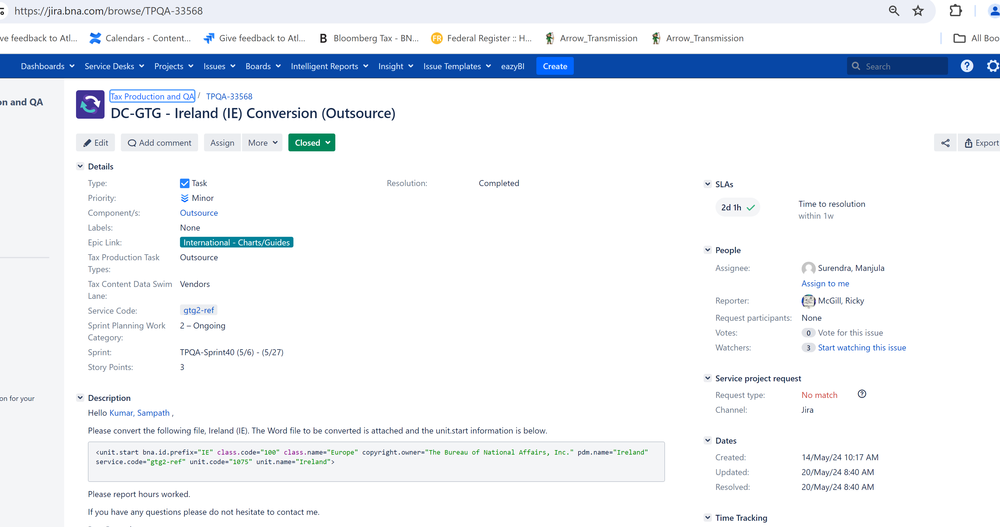 https://jira.bna.com/browse/TPQA-33568
ve feedback to Atl...
Calendars - Content...
Give feedback to Atl...
B Bloomberg Tax - BN...
FR Federal Register :: H...
Arrow_Transmission
Arrow_Transmission
All Boo
Dashboards Service Desks Projects Issues Boards Intelligent Reports Insight Issue Templates eazyBI Create
Search
?
on and QA
Tax Production and QA / TPQA-33568
DC-GTG - Ireland (IE) Conversion (Outsource)
Edit Add comment Assign More Closed
Export
Details
Type: Task
Resolution: Completed
Priority: Minor
Component/s: Outsource
Labels: None
Epic Link: International - Charts/Guides
Tax Production Task Types: Outsource
Tax Content Data Swim Lane: Vendors
Service Code: gtg2-ref
Sprint Planning Work Category: 2 – Ongoing
Sprint: TPQA-Sprint40 (5/6) - (5/27)
Story Points: 3
on for your
Description
Hello Kumar, Sampath ,
Please convert the following file, Ireland (IE). The Word file to be converted is attached and the unit.start information is below.
<unit.start bna.id.prefix="IE" class.code="100" class.name="Europe" copyright.owner="The Bureau of National Affairs, Inc." pdm.name="Ireland"
service.code="gtg2-ref" unit.code="1075" unit.name="Ireland">
Please report hours worked.
If you have any questions please do not hesitate to contact me.
SLAs
2d 1h
Time to resolution
within 1w
People
Assignee: Surendra, Manjula
Assign to me
Reporter: McGill, Ricky
Request participants: None
Votes: 0 Vote for this issue
Watchers: 3 Start watching this issue
Service project request
Request type: No match ?
Channel: Jira
Dates
Created: 14/May/24 10:17 AM
Updated: 20/May/24 8:40 AM
Resolved: 20/May/24 8:40 AM
Time Tracking